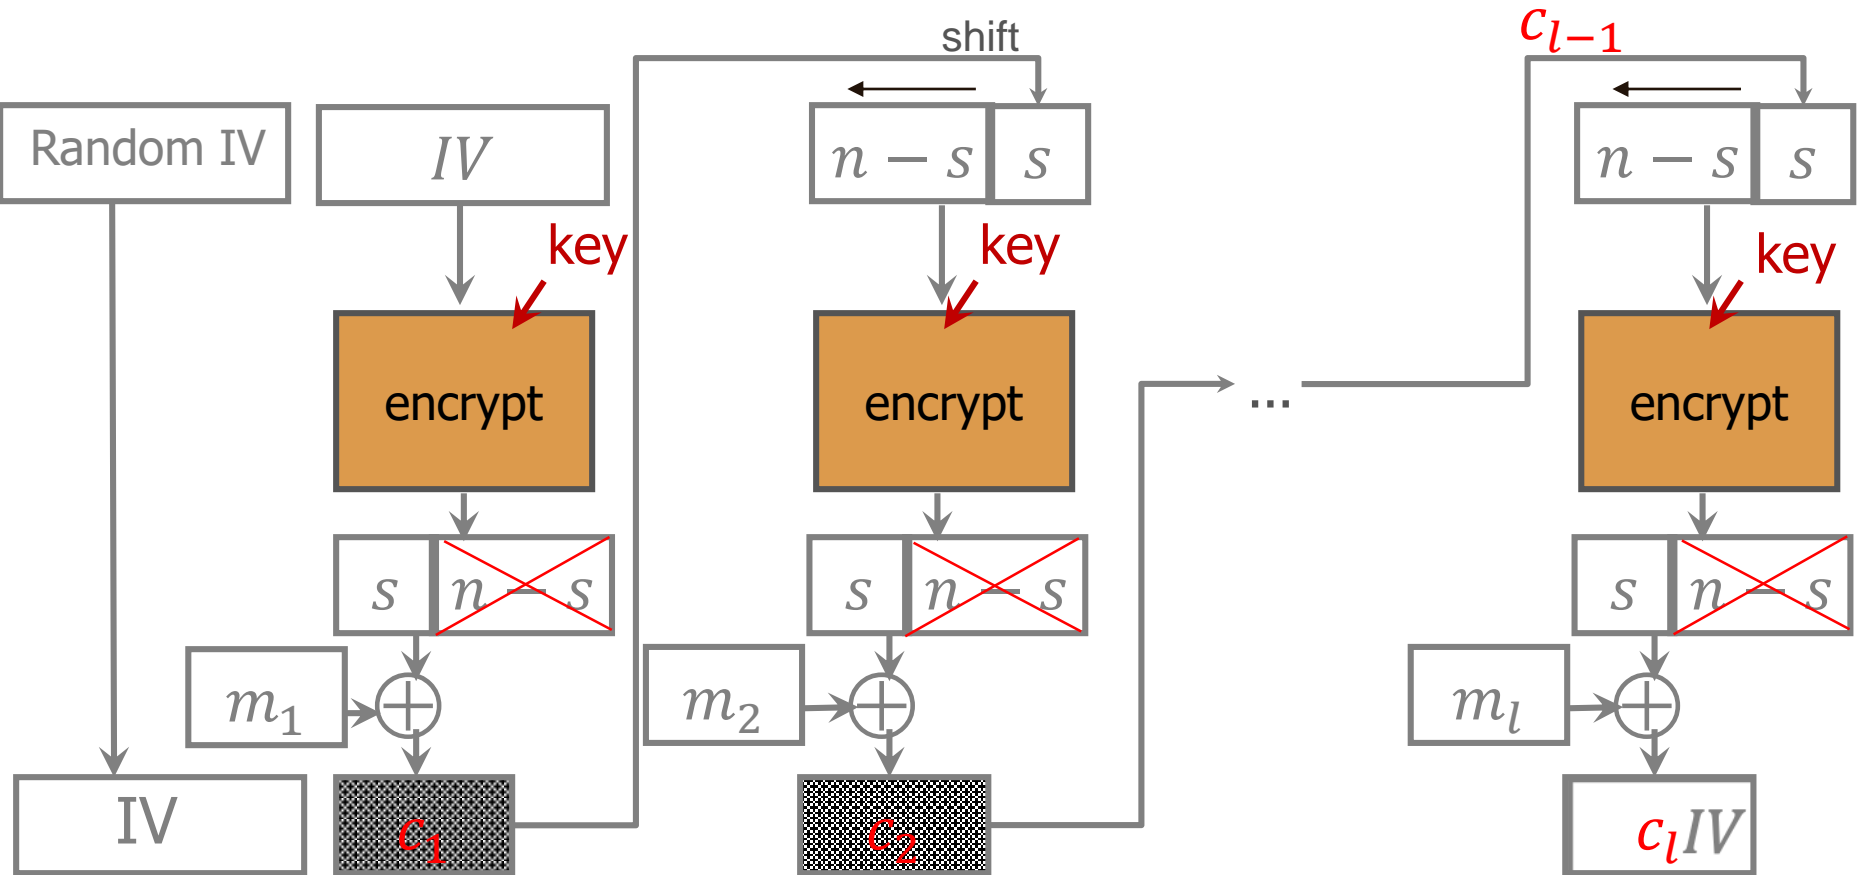 shift
c_{l−1}
Random IV
IV
n − s
s
n − s
s
key
key
key
encrypt
encrypt
...
encrypt
s
n − s
s
n − s
s
n − s
m_1
m_2
m_l
IV
c_1
c_2
c_l IV